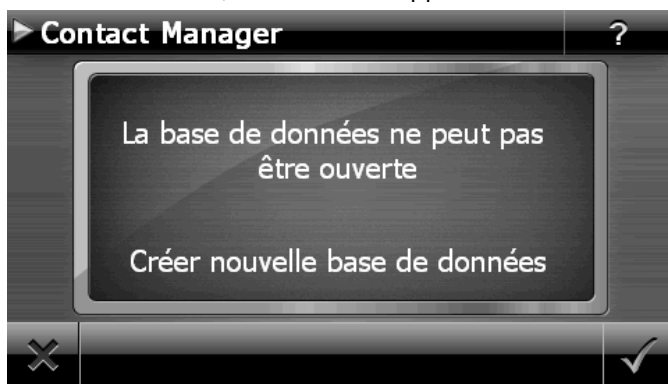 Contact Manager ?
La base de données ne peut pas
être ouverte
Créer nouvelle base de données